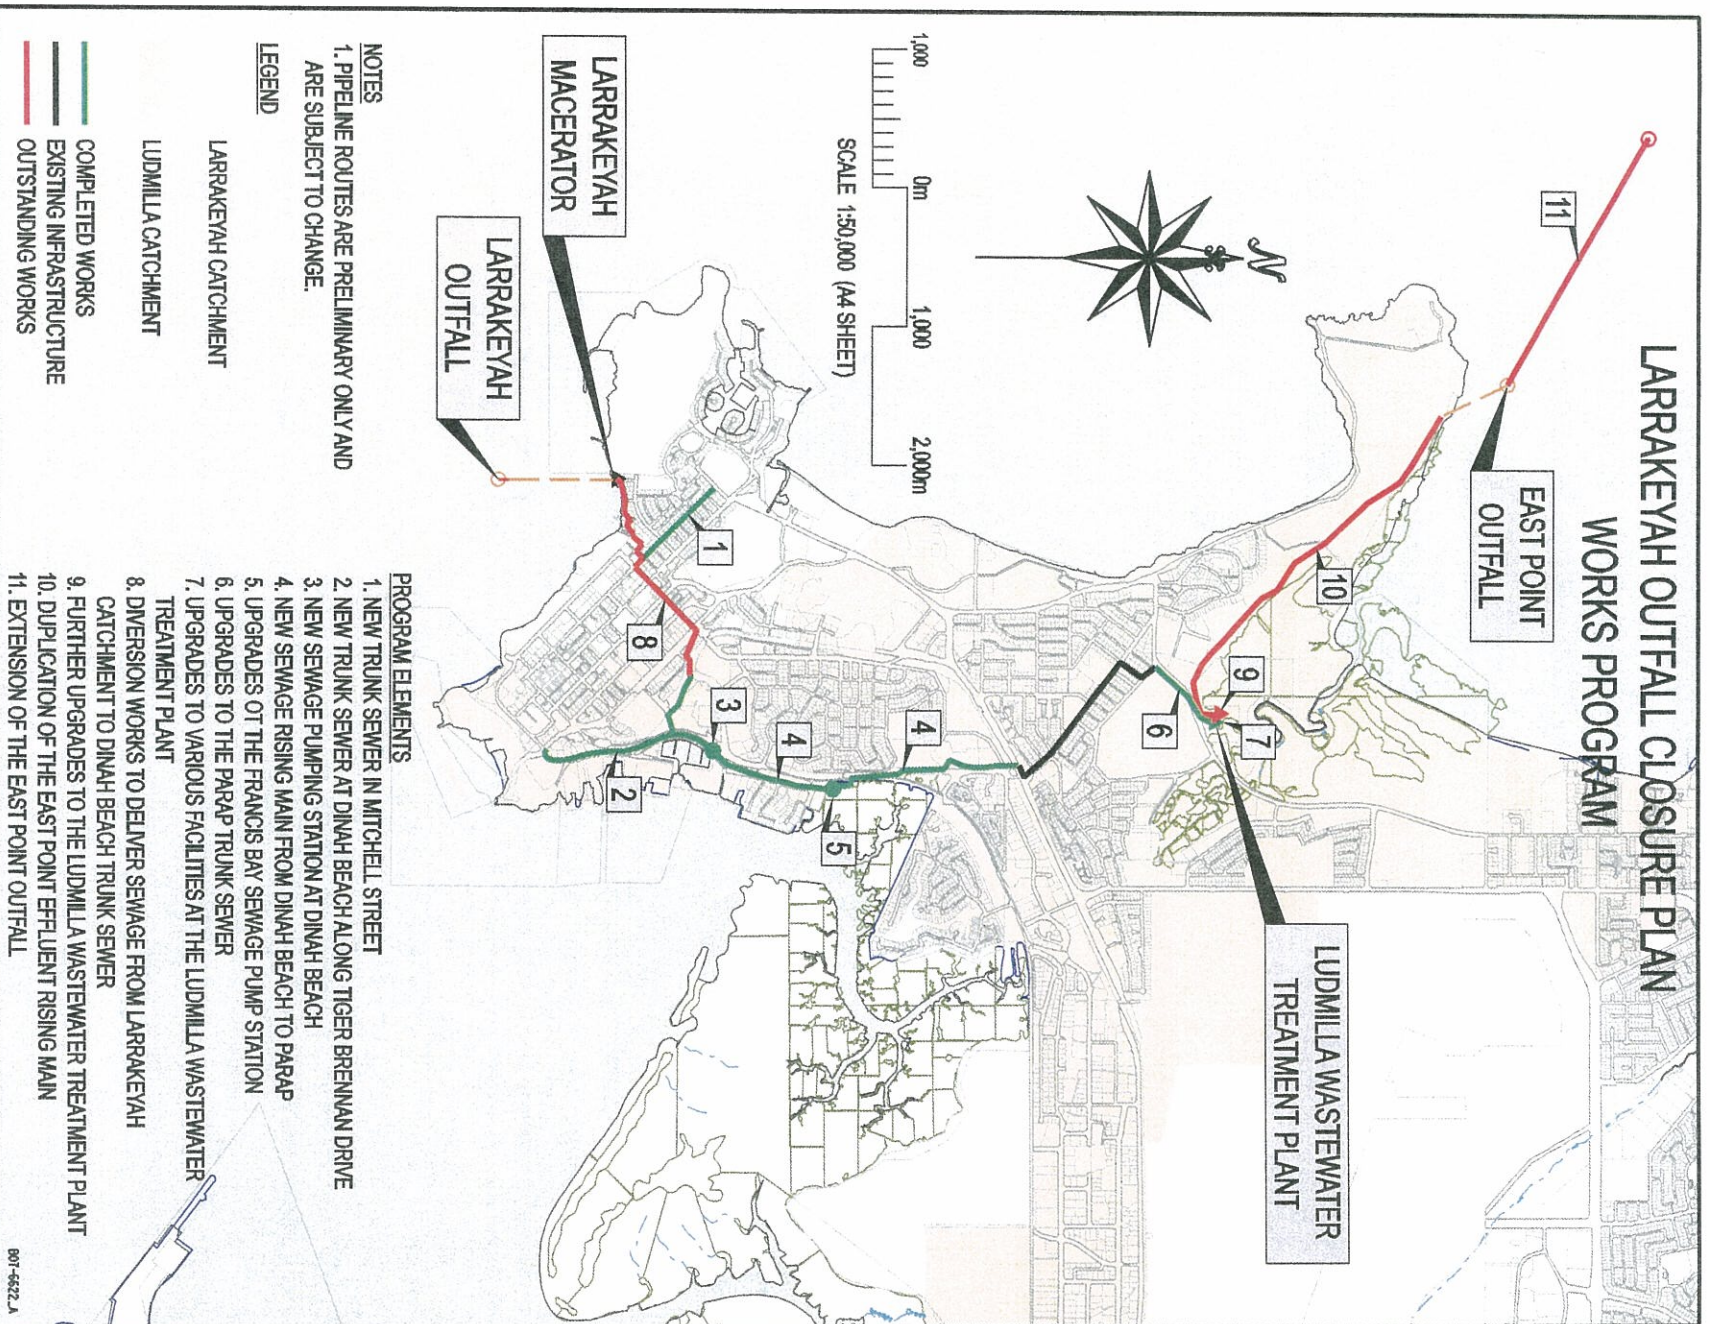 LARRAKEYAH OUTFALL CLOSURE PLAN
WORKS PROGRAM
11
EAST POINT
OUTFALL
10
9
7
6
LUDMILLA WASTEWATER
TREATMENT PLANT
N
1,000
0m
1,000
2,000m
SCALE 1:50,000 (A4 SHEET)
4
4
5
3
1
8
2
LARRAKEYAH
MACERATOR
LARRAKEYAH
OUTFALL
NOTES
1. PIPELINE ROUTES ARE PRELIMINARY ONLY AND
ARE SUBJECT TO CHANGE.
LEGEND
LARRAKEYAH CATCHMENT
LUDMILLA CATCHMENT
COMPLETED WORKS
EXISTING INFRASTRUCTURE
OUTSTANDING WORKS
PROGRAM ELEMENTS
1. NEW TRUNK SEWER IN MITCHELL STREET
2. NEW TRUNK SEWER AT DINAH BEACH ALONG TIGER BRENNAN DRIVE
3. NEW SEWAGE PUMPING STATION AT DINAH BEACH
4. NEW SEWAGE RISING MAIN FROM DINAH BEACH TO PARAP
5. UPGRADES OT THE FRANCIS BAY SEWAGE PUMP STATION
6. UPGRADES TO THE PARAP TRUNK SEWER
7. UPGRADES TO VARIOUS FACILITIES AT THE LUDMILLA WASTEWATER
TREATMENT PLANT
8. DIVERSION WORKS TO DELIVER SEWAGE FROM LARRAKEYAH
CATCHMENT TO DINAH BEACH TRUNK SEWER
9. FURTHER UPGRADES TO THE LUDMILLA WASTEWATER TREATMENT PLANT
10. DUPLICATION OF THE EAST POINT EFFLUENT RISING MAIN
11. EXTENSION OF THE EAST POINT OUTFALL
BOT-6622_A